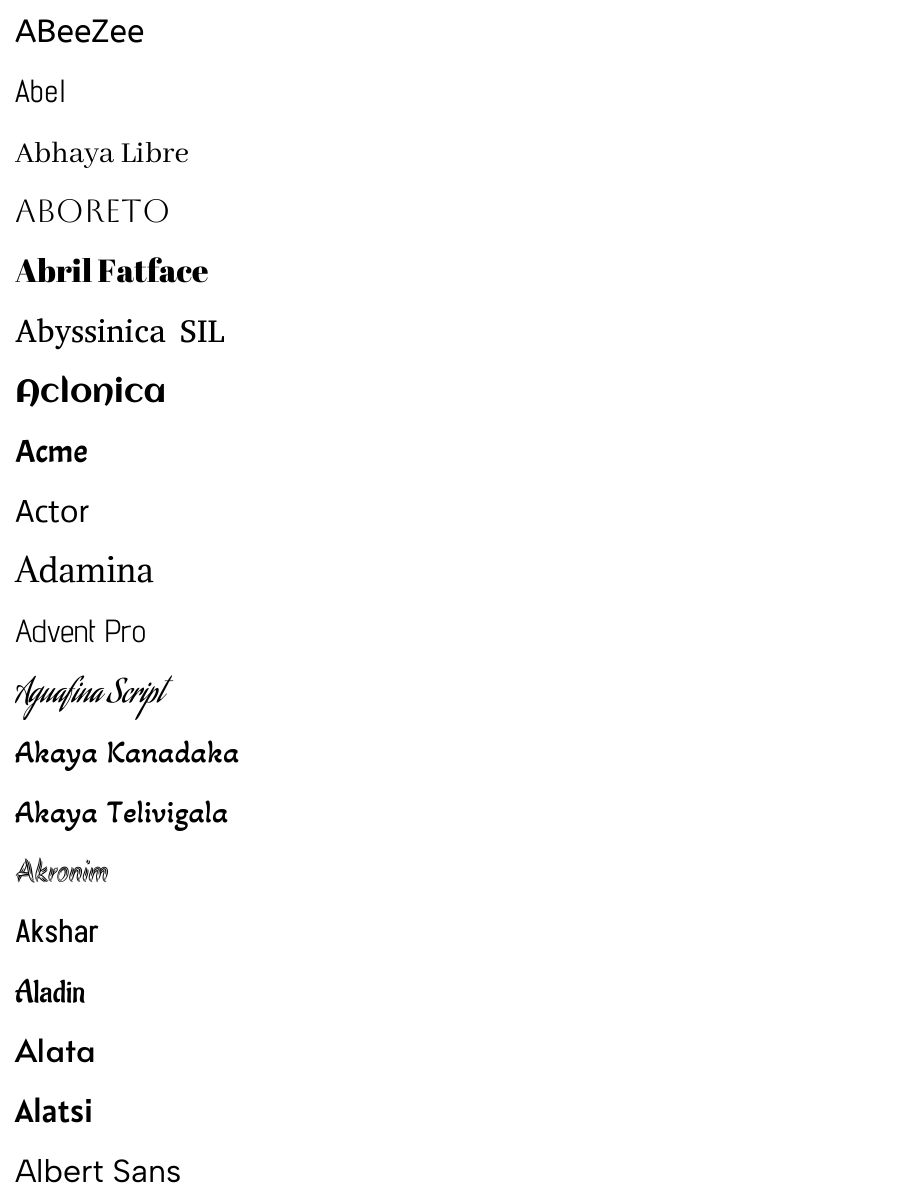 ABeeZee
Abel
Abhaya Libre
ABORETO
Abril Fatface
Abyssinica SIL
Aclonica
Acme
Actor
Adamina
Advent Pro
Aguafina Script
Akaya Kanadaka
Akaya Telivigala
Akronim
Akshar
Aladin
Alata
Alatsi
Albert Sans